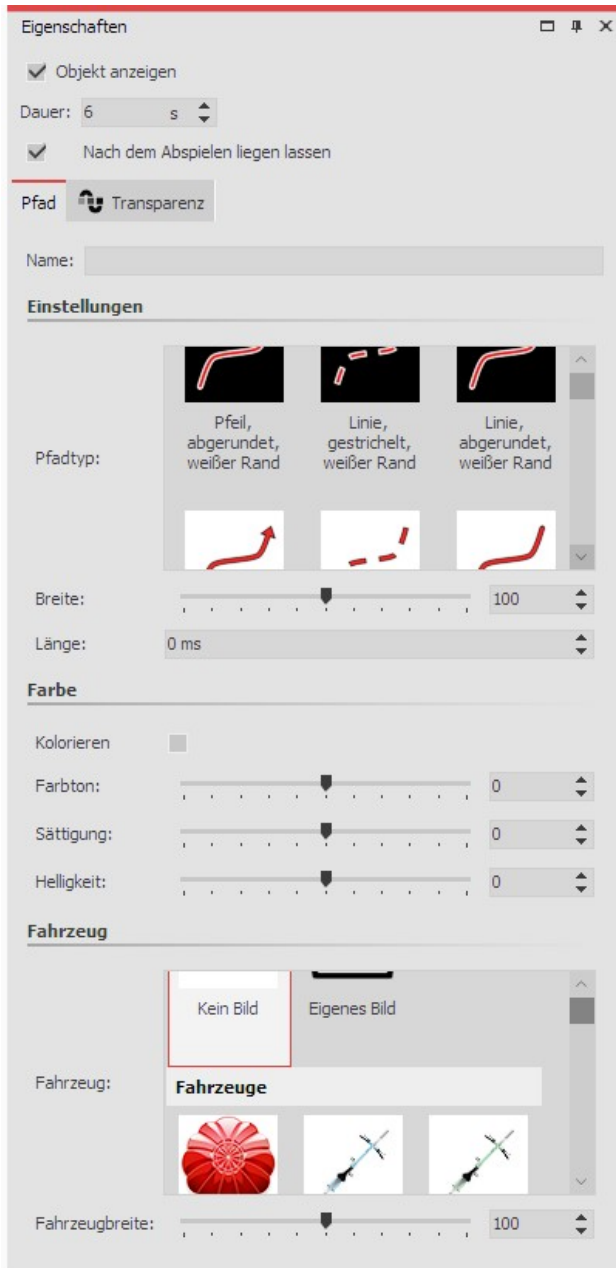 Eigenschaften
Objekt anzeigen
Dauer: 6 s
Nach dem Abspielen liegen lassen
Pfad Transparenz
Name:
Einstellungen
Pfadtyp:
Pfeil, abgerundet, weißer Rand
Linie, gestrichelt, weißer Rand
Linie, abgerundet, weißer Rand
Breite: 100
Länge: 0 ms
Farbe
Kolorieren
Farbton: 0
Sättigung: 0
Helligkeit: 0
Fahrzeug
Kein Bild Eigenes Bild
Fahrzeug:
Fahrzeuge
Fahrzeugbreite: 100